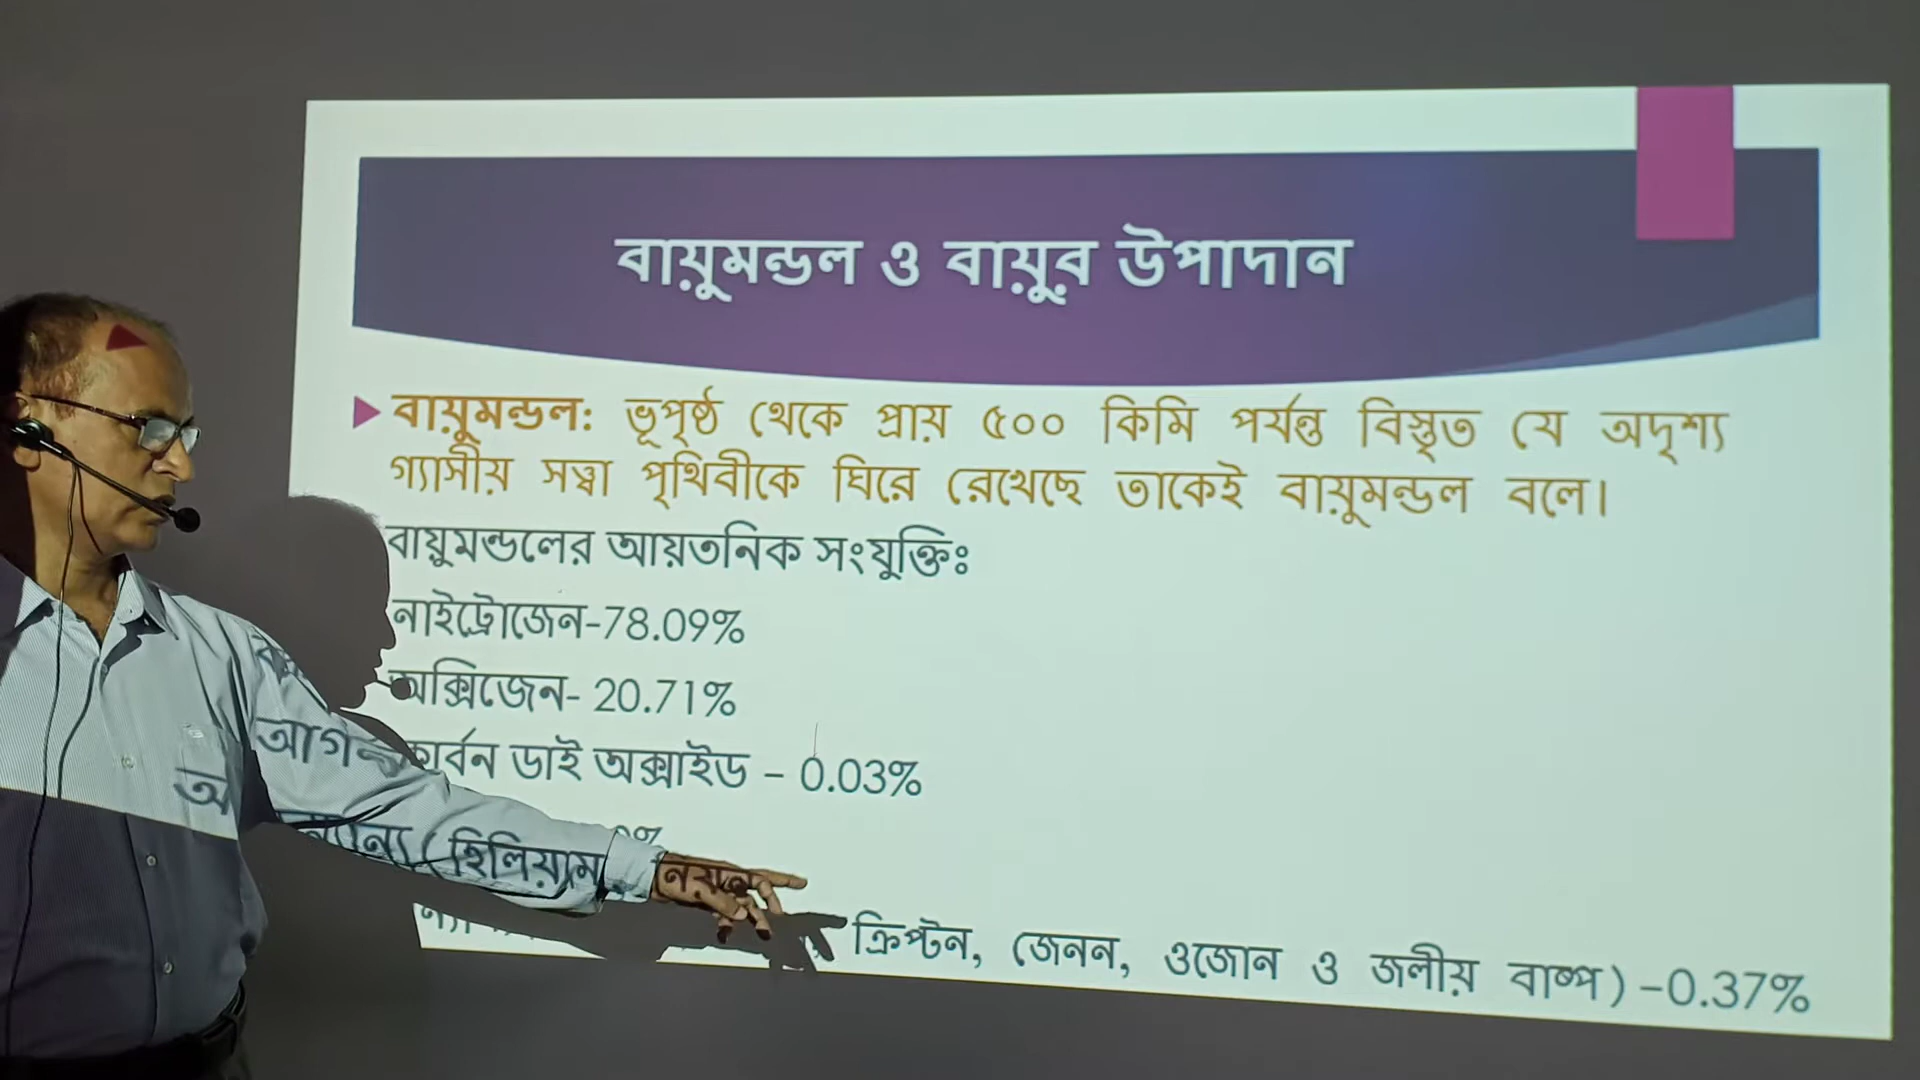 বায়ুমন্ডল ও বায়ুর উপাদান
বায়ুমন্ডল: ভূপৃষ্ঠ থেকে প্রায় ৫০০ কিমি পর্যন্ত বিস্তৃত যে অদৃশ্য
গ্যাসীয় সত্ত্বা পৃথিবীকে ঘিরে রেখেছে তাকেই বায়ুমন্ডল বলে।
বায়ুমন্ডলের আয়তনিক সংযুক্তিঃ
নাইট্রোজেন-78.09%
অক্সিজেন- 20.71%
কার্বন ডাই অক্সাইড – 0.03%
(হিলিয়াম, নিয়ন, ক্রিপ্টন, জেনন, ওজোন ও জলীয় বাষ্প) -0.37%